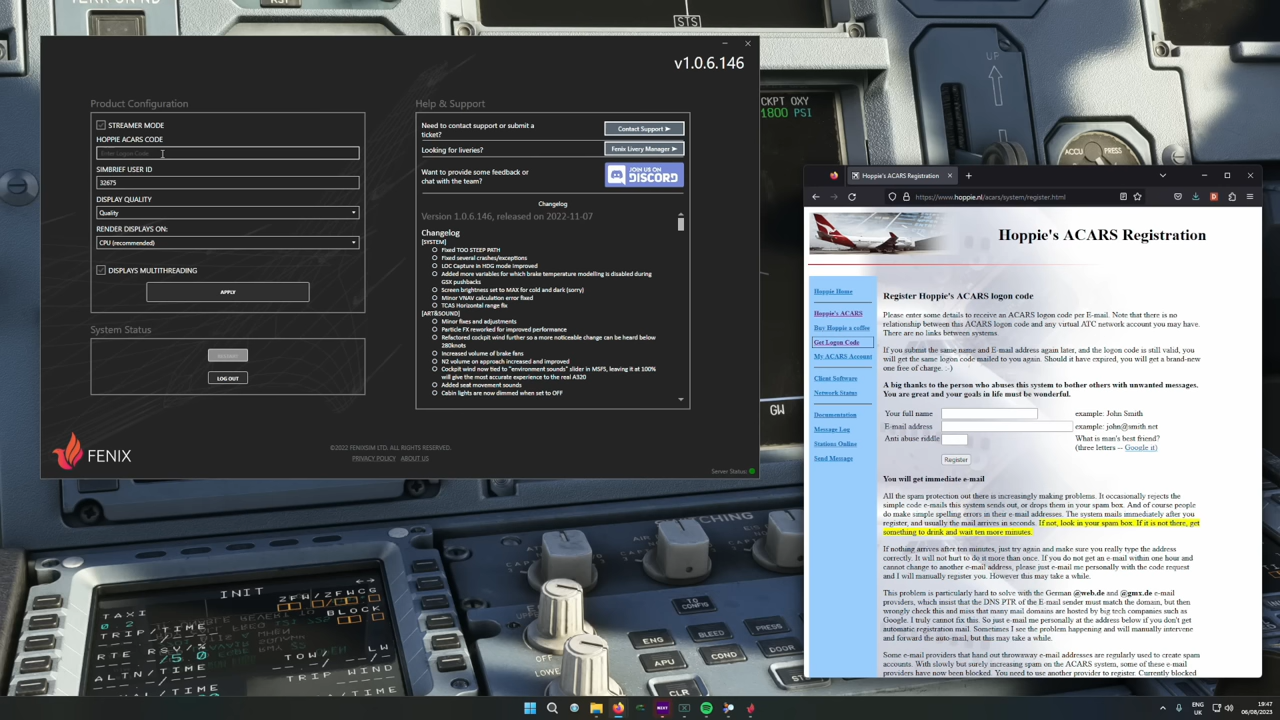 STS
CKPT OXY
1800 PSI
UP
ACCU
v1.0.6.146
Product Configuration
STREAMER MODE
HOPPIE ACARS CODE
Enter Logon Code
SIMBRIEF USER ID
32675
DISPLAY QUALITY
Quality
RENDER DISPLAYS ON:
CPU (recommended)
DISPLAYS MULTITHREADING
APPLY
System Status
LOG OUT
FENIX
Help & Support
Need to contact support or submit a
ticket?
Contact Support ▶
Looking for liveries?
Fenix Livery Manager ▶
Want to provide some feedback or
chat with the team?
JOIN US ON
DISCORD
Changelog
Version 1.0.6.146, released on 2022-11-07
Changelog
[SYSTEM]
Fixed TOO STEEP PATH
Fixed several crashes/exceptions
LOC Capture in HDG mode improved
Added more variables for which brake temperature modelling is disabled during
GSX pushbacks
Screen brightness set to MAX for cold and dark (sorry)
Minor VNAV calculation error fixed
TCAS Horizontal range fix
[ART&SOUND]
Minor fixes and adjustments
Particle FX reworked for improved performance
Refactored cockpit wind further so a more noticeable change can be heard below
280knots
Increased volume of brake fans
N2 volume on approach increased and improved
Cockpit wind now tied to "environment sounds" slider in MSFS, leaving it at 100%
will give the most accurate experience to the real A320
Added seat movement sounds
Cabin lights are now dimmed when set to OFF
©2022 FENIXSIM LTD. ALL RIGHTS RESERVED.
PRIVACY POLICY ABOUT US
Server Status:
GW
Hoppie's ACARS Registration
https://www.hoppie.nl/acars/system/register.html
Hoppie's ACARS Registration
Hoppie Home
Hoppie's ACARS
Buy Hoppie a coffee
Get Logon Code
My ACARS Account
Client Software
Network Status
Documentation
Message Log
Stations Online
Send Message
Register Hoppie's ACARS logon code
Please enter some details to receive an ACARS logon code per E-mail. Note that there is no
relationship between this ACARS logon code and any virtual ATC network account you may have.
There are no links between systems.
If you submit the same name and E-mail address again later, and the logon code is still valid, you
will get the same logon code mailed to you again. Should it have expired, you will get a brand-new
one free of charge. :-)
A big thanks to the person who abuses this system to bother others with unwanted messages.
You are great and your goals in life must be wonderful.
Your full name example: John Smith
E-mail address example: john@smith.net
Anti abuse riddle What is man's best friend?
(three letters -- Google it)
Register
You will get immediate e-mail
All the spam protection out there is increasingly making problems. It occasionally rejects the
simple code e-mails this system sends out, or drops them in your spam box. And of course people
do make simple spelling errors in their e-mail addresses. The system mails immediately after you
register, and usually the mail arrives in seconds. If not, look in your spam box. If it is not there, get
something to drink and wait ten more minutes.
If nothing arrives after ten minutes, just try again and make sure you really type the address
correctly. It will not hurt to do it more than once. If you do not get an e-mail within one hour and
cannot change to another e-mail address, please just e-mail me personally with the code request
and I will manually register you. However this may take a while.
This problem is particularly hard to solve with the German @web.de and @gmx.de e-mail
providers, which insist that the DNS PTR of the E-mail sender must match the domain, but then
wrongly check this and miss that many mail domains are hosted by big tech companies such as
Google. I truly cannot fix this. So just e-mail me personally at the address below if you don't get
automatic registration mail. Sometimes I see the problem happening and will manually intervene
and forward the auto-mail, but this may take a while.
Some e-mail providers that hand out throwaway e-mail addresses are regularly used to create spam
accounts. With slowly but surely increasing spam on the ACARS system, some of these e-mail
providers have now been blocked. You need to use another provider to register. Currently blocked
INIT
TAXI
ZFW/ZFWCG
BLOCK
TRIP
TOW LW
RTE RSV
ALTN/TIME
TRIP WIND
FINAL
TO
CONFIG
ENG
BLEED
PRESS
APU
COND
DOOR
UP
OFF
ENG
UK
19:47
06/08/2023